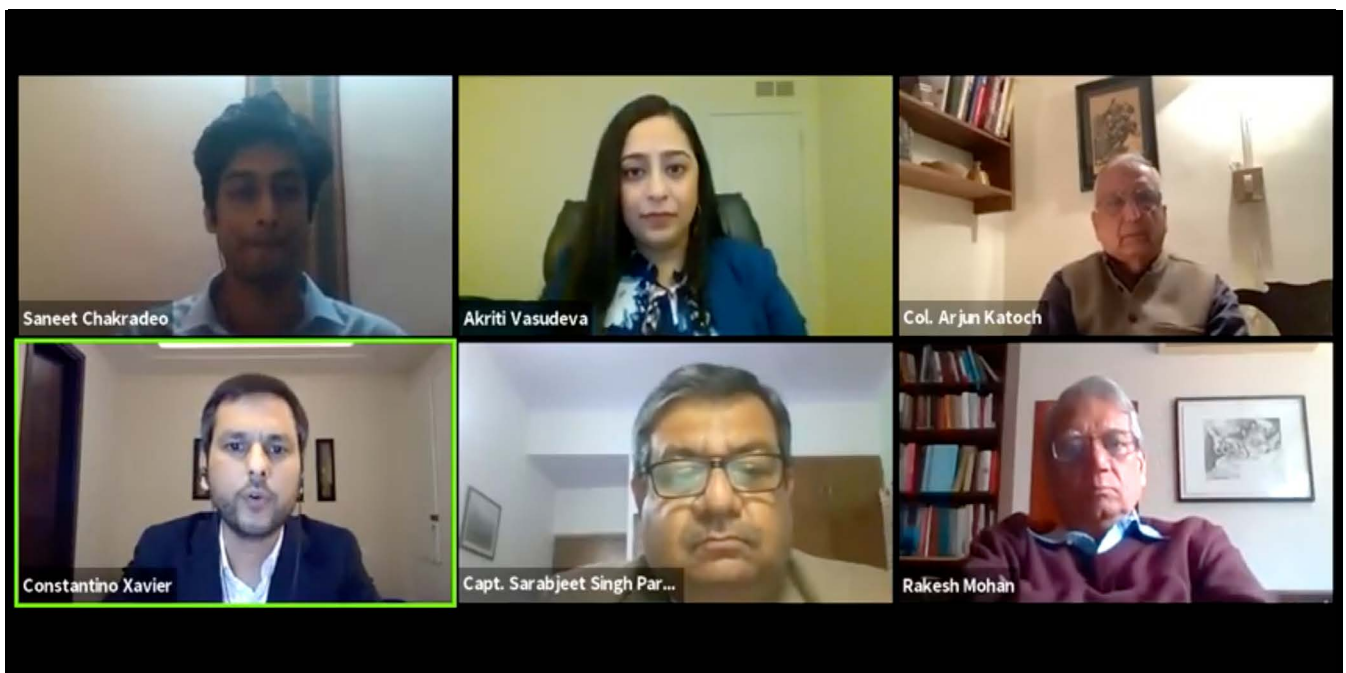 Saneet Chakradeo
Akriti Vasudeva
Col. Arjun Katoch
Constantino Xavier
Capt. Sarabjeet Singh Par...
Rakesh Mohan